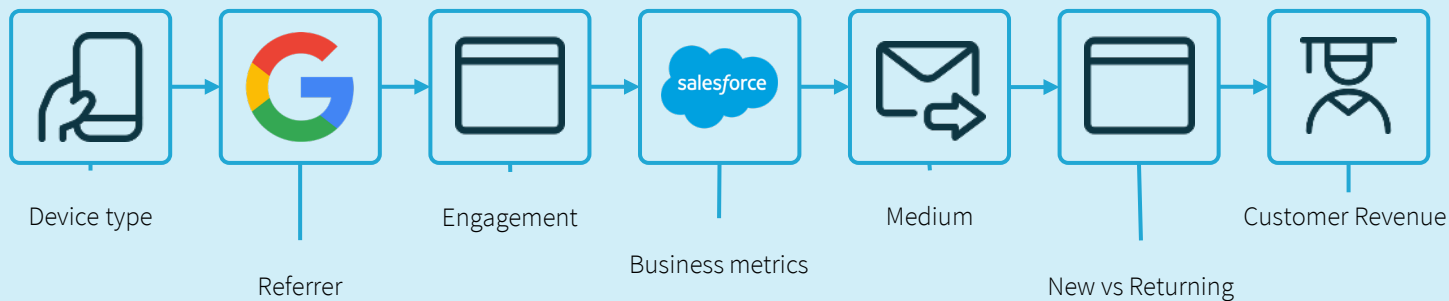 salesforce
Device type
Engagement
Medium
Customer Revenue
Business metrics
Referrer
New vs Returning